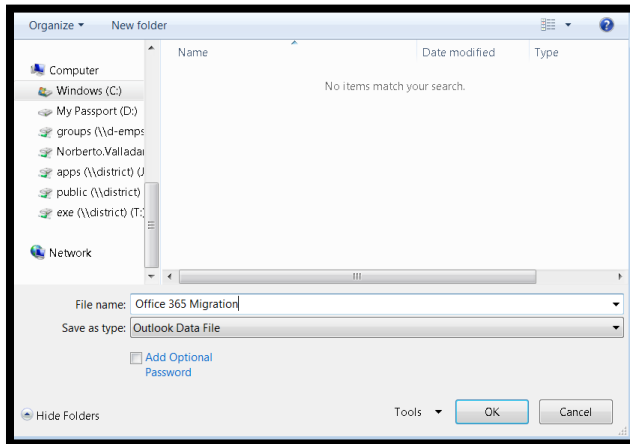 Organize New folder
Name Date modified Type
No items match your search.
Computer
Windows (C:)
My Passport (D:)
groups (\\d-emps
Norberto.Valladar
apps (\\district) (J
public (\\district)
exe (\\district) (T:)
Network
File name: Office 365 Migration
Save as type: Outlook Data File
Add Optional
Password
Hide Folders Tools OK Cancel